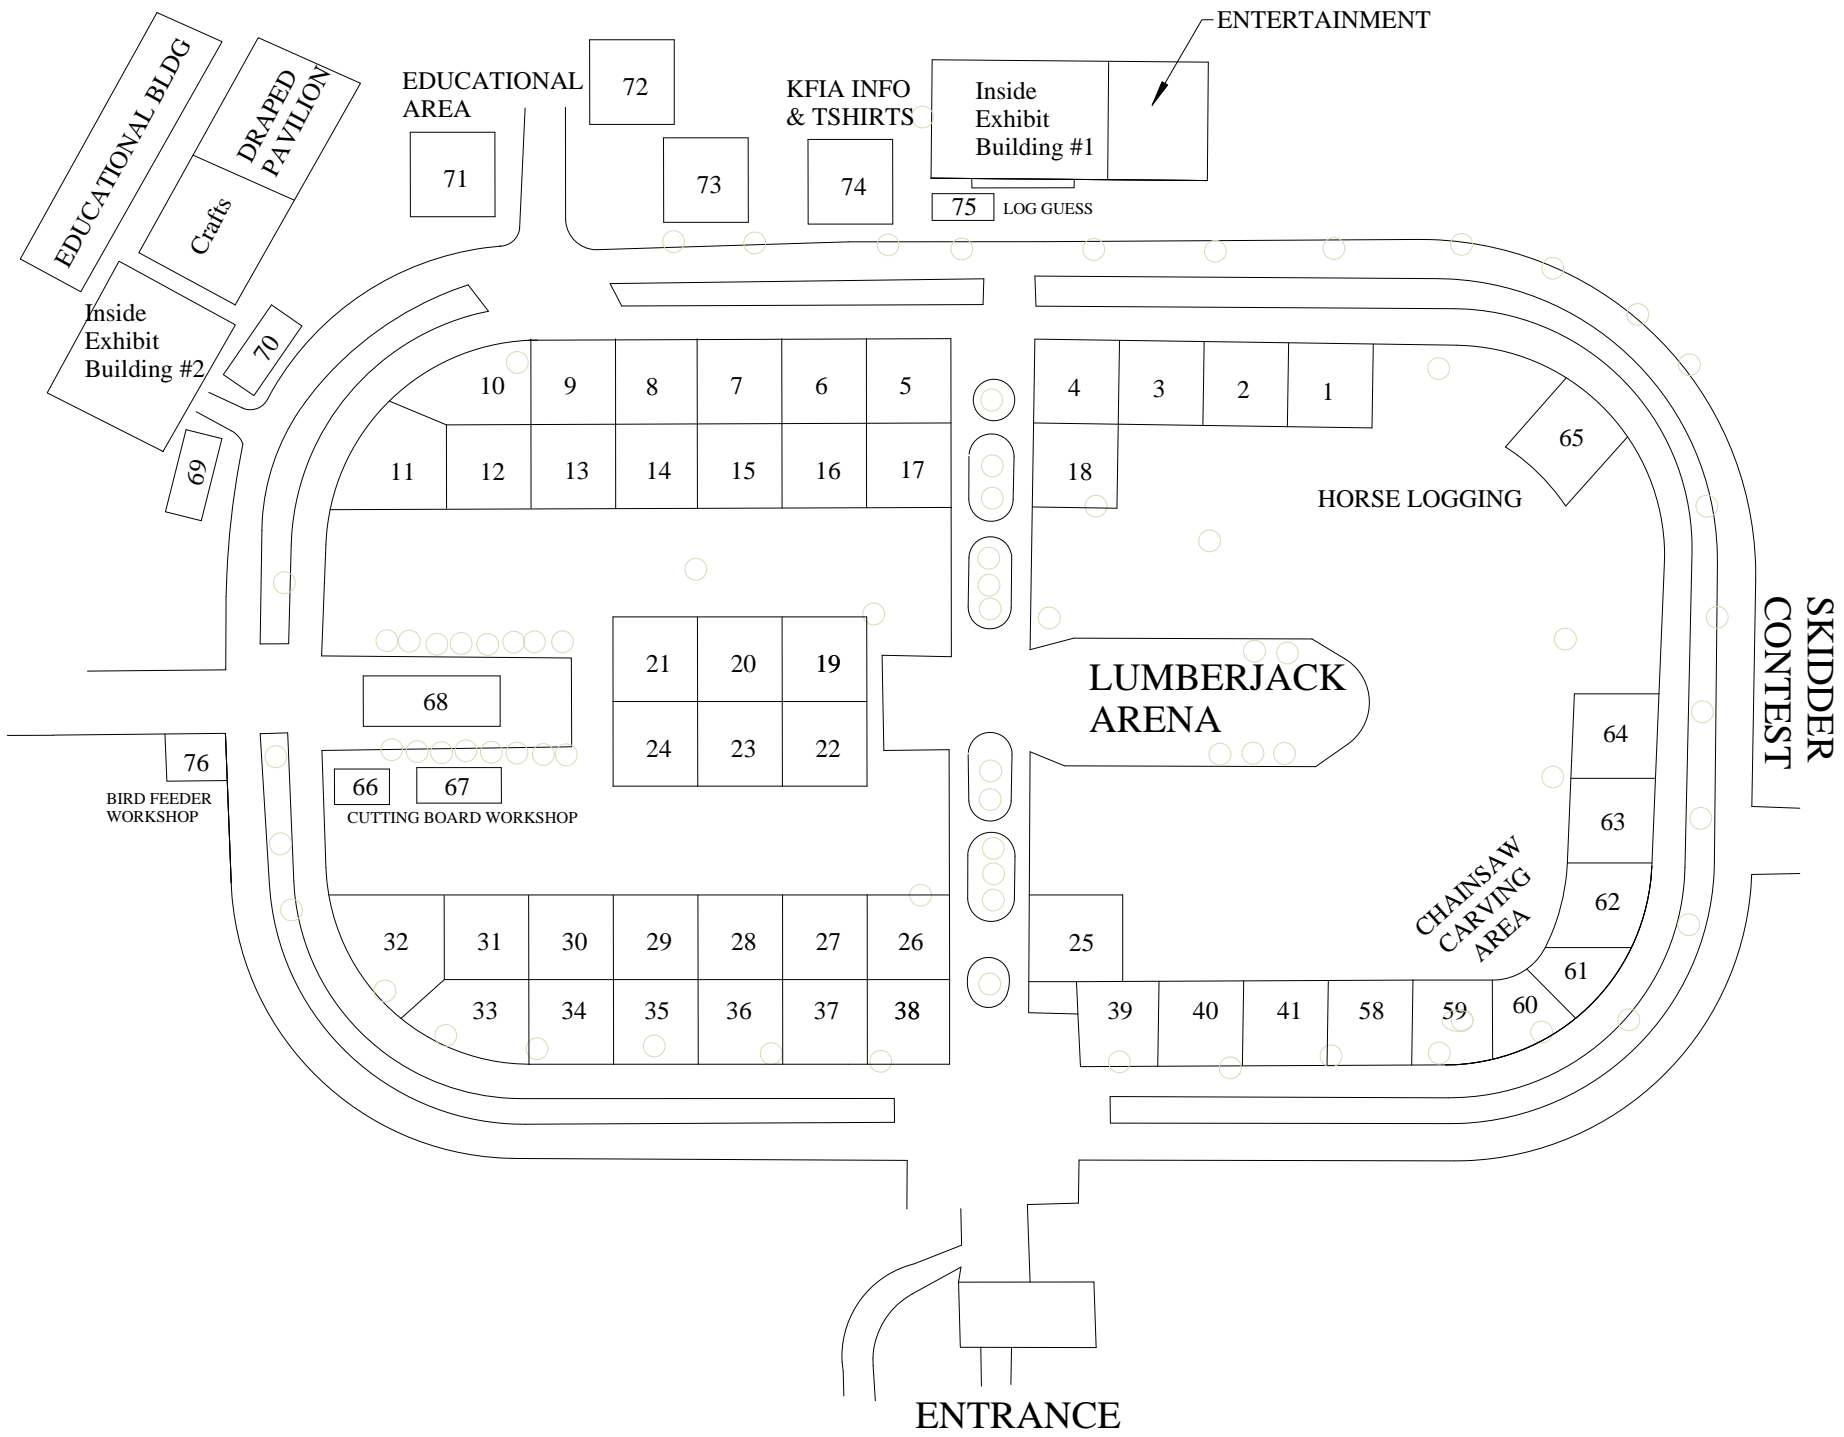 ENTERTAINMENT
EDUCATIONAL BLDG
DRAPED
PAVILION
Crafts
Inside
Exhibit
Building #2
EDUCATIONAL
AREA
72
71
73
KFIA INFO
& TSHIRTS
74
Inside
Exhibit
Building #1
75
LOG GUESS
70
69
10
9
8
7
6
5
4
3
2
1
65
11
12
13
14
15
16
17
18
HORSE LOGGING
SKIDDER
CONTEST
21
20
19
LUMBERJACK
ARENA
68
24
23
22
64
76
BIRD FEEDER
WORKSHOP
66
67
CUTTING BOARD WORKSHOP
63
CHAINSAW
CARVING
AREA
62
32
31
30
29
28
27
26
25
61
33
34
35
36
37
38
39
40
41
58
59
60
ENTRANCE